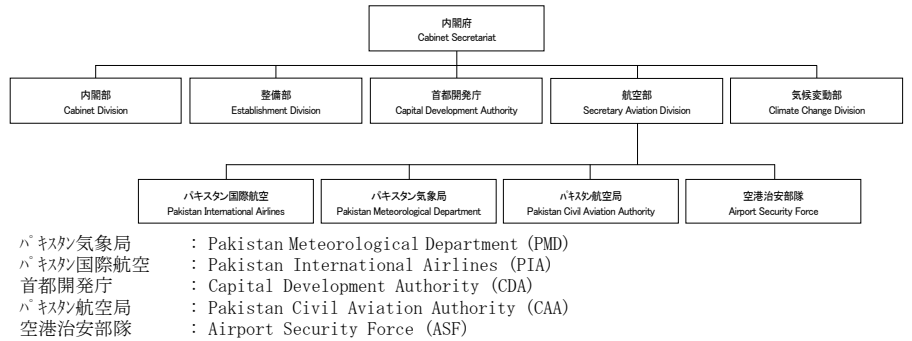 内閣府
Cabinet Secretariat
内閣部
Cabinet Division
整備部
Establishment Division
首都開発庁
Capital Development Authority
航空部
Secretary Aviation Division
気候変動部
Climate Change Division
パキスタン国際航空
Pakistan International Airlines
パキスタン気象局
Pakistan Meteorological Department
パキスタン航空局
Pakistan Civil Aviation Authority
空港治安部隊
Airport Security Force
パキスタン気象局 : Pakistan Meteorological Department (PMD)
パキスタン国際航空 : Pakistan International Airlines (PIA)
首都開発庁 : Capital Development Authority (CDA)
パキスタン航空局 : Pakistan Civil Aviation Authority (CAA)
空港治安部隊 : Airport Security Force (ASF)